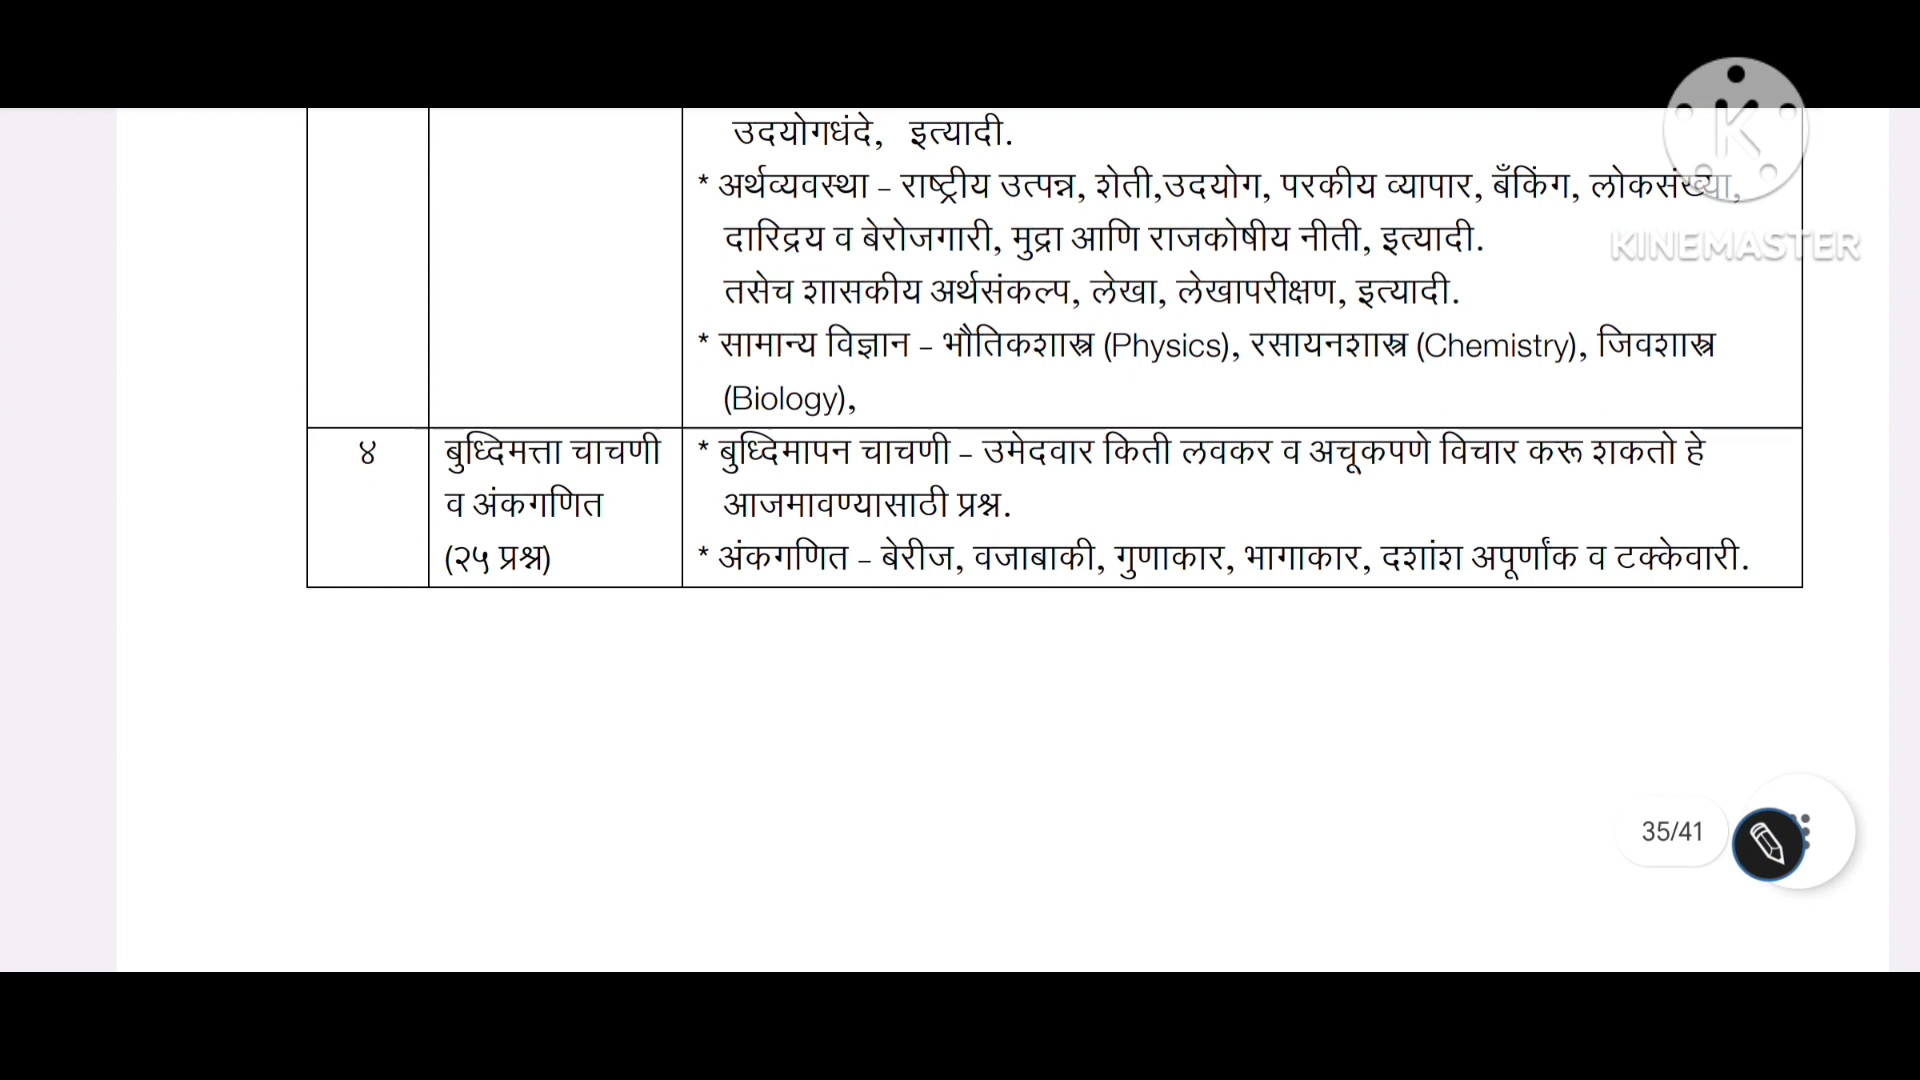 उदयोगधंदे, इत्यादी.
* अर्थव्यवस्था – राष्ट्रीय उत्पन्न, शेती,उदयोग, परकीय व्यापार, बँकिंग, लोकसंख्या,
दारिद्रय व बेरोजगारी, मुद्रा आणि राजकोषीय नीती, इत्यादी.
तसेच शासकीय अर्थसंकल्प, लेखा, लेखापरीक्षण, इत्यादी.
* सामान्य विज्ञान – भौतिकशास्त्र (Physics), रसायनशास्त्र (Chemistry), जिवशास्त्र
(Biology),
४
बुध्दिमत्ता चाचणी
व अंकगणित
(२५ प्रश्न)
* बुध्दिमापन चाचणी – उमेदवार किती लवकर व अचूकपणे विचार करू शकतो हे
आजमावण्यासाठी प्रश्न.
* अंकगणित – बेरीज, वजाबाकी, गुणाकार, भागाकार, दशांश अपूर्णांक व टक्केवारी.
K
KINEMASTER
35/41